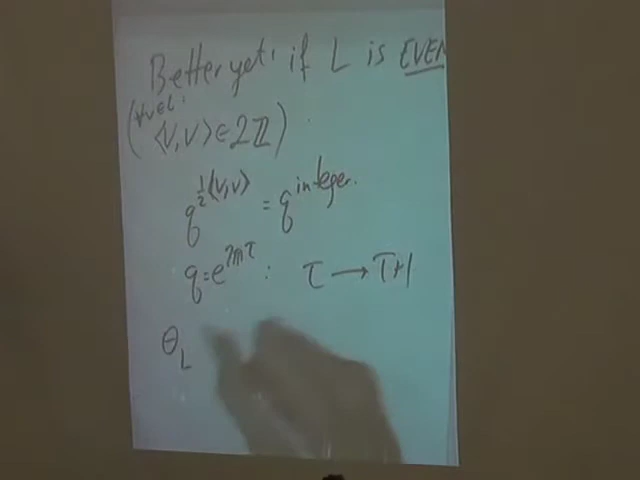 Better yet: if L is EVEN
(∀v∈L:
⟨v,v⟩∈2ℤ)
q^{½⟨v,v⟩} = q^{integer}.
q=e^{2πiτ} : τ → τ+1
θ_L